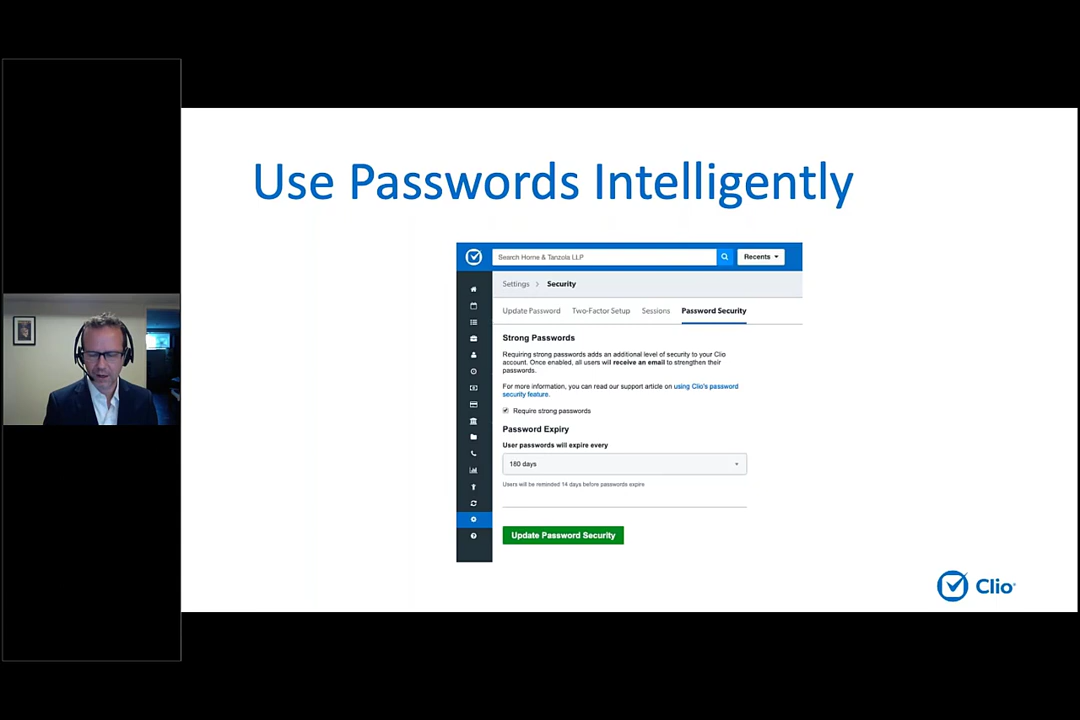 Use Passwords Intelligently
Search Home & Tanzola LLP
Recents
Settings > Security
Update Password Two-Factor Setup Sessions Password Security
Strong Passwords
Requiring strong passwords adds an additional level of security to your Clio
account. Once enabled, all users will receive an email to strengthen their
passwords.
For more information, you can read our support article on using Clio's password
security feature.
Require strong passwords
Password Expiry
User passwords will expire every
180 days
Users will be reminded 14 days before passwords expire
Update Password Security
Clio